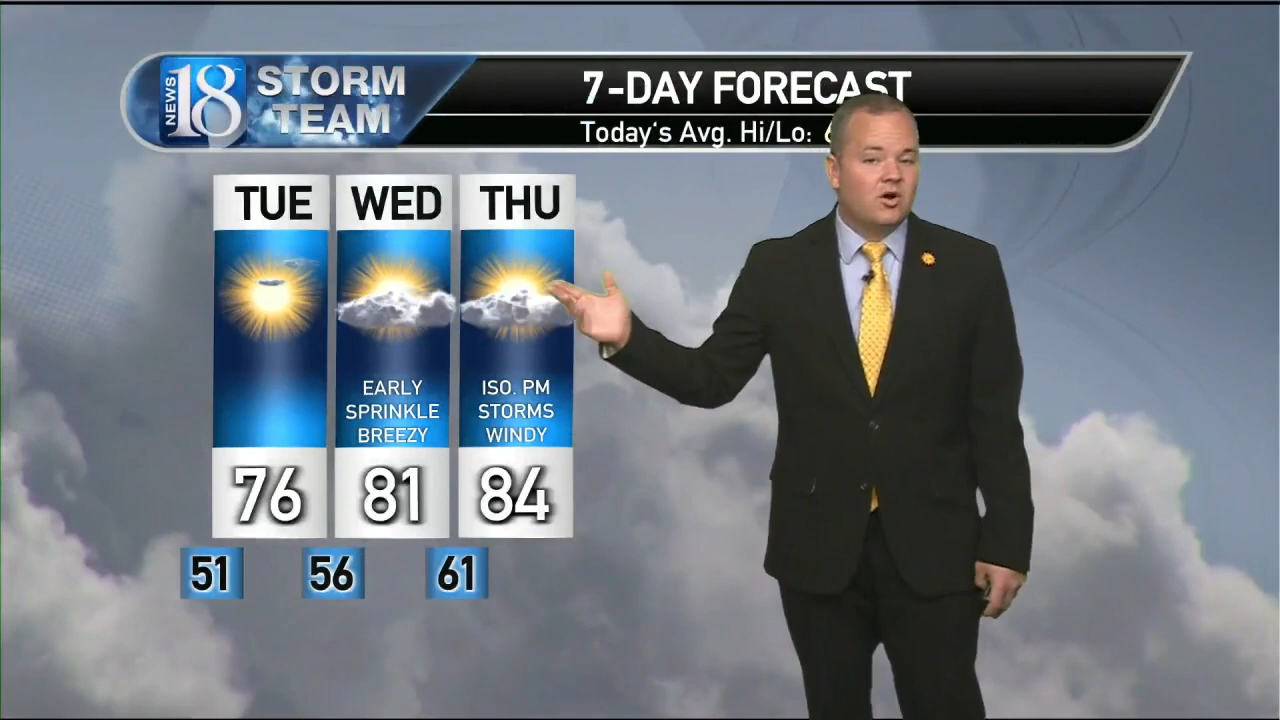 NEWS 18 STORM TEAM
7-DAY FORECAST
Today's Avg. Hi/Lo:
TUE
WED
THU
EARLY
SPRINKLE
BREEZY
ISO. PM
STORMS
WINDY
76
81
84
51
56
61